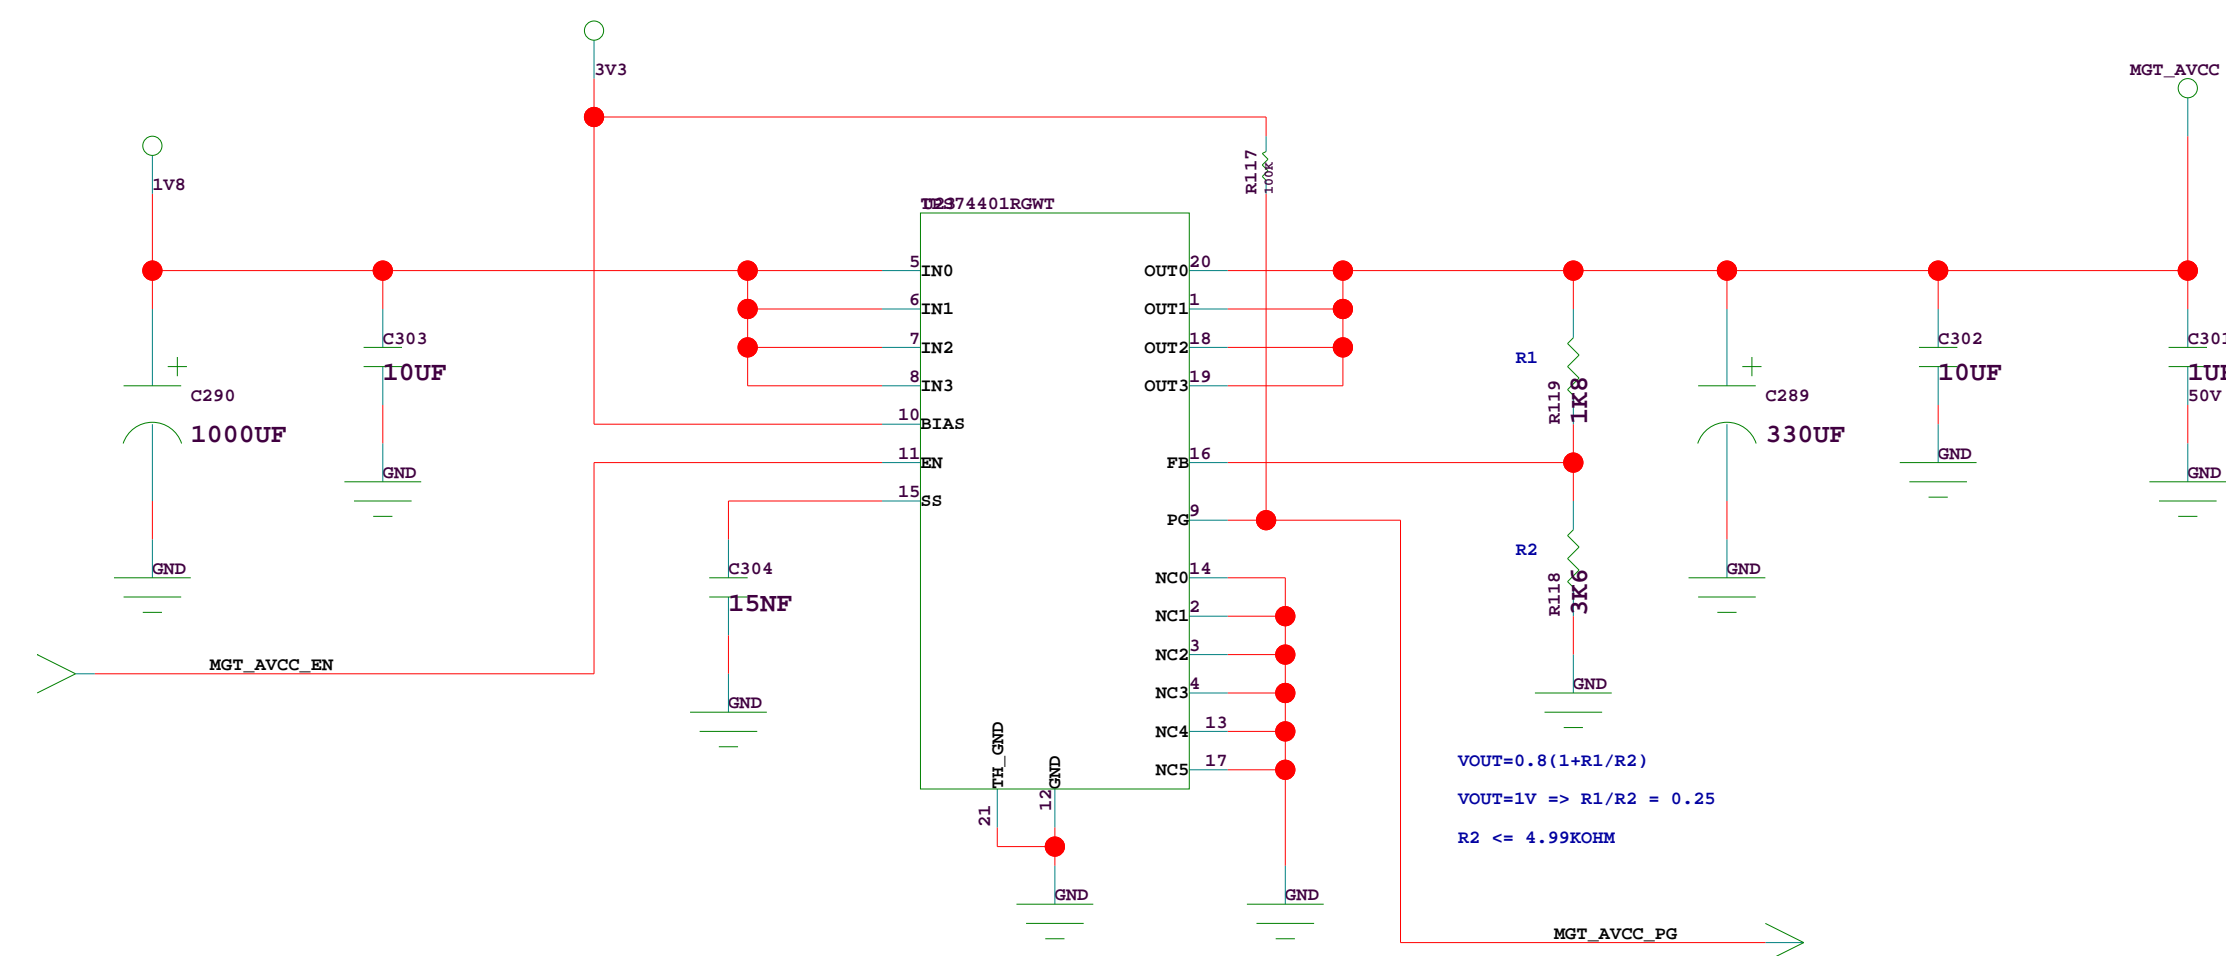 3V3
MGT_AVCC
1V8
R117
100K
TPS74401RGWT
5
IN0
6
IN1
7
IN2
8
IN3
10
BIAS
11
EN
15
SS
OUT0
20
OUT1
1
OUT2
18
OUT3
19
FB
16
PG
9
NC0
14
NC1
2
NC2
3
NC3
4
NC4
13
NC5
17
TH_GND
21
GND
12
C290
1000UF
GND
C303
10UF
GND
C304
15NF
GND
MGT_AVCC_EN
R1
R119
1K8
R2
R118
3K6
GND
C289
330UF
GND
C302
10UF
GND
C301
1UF
50V
GND
VOUT=0.8(1+R1/R2)
VOUT=1V => R1/R2 = 0.25
R2 <= 4.99KOHM
GND
GND
MGT_AVCC_PG